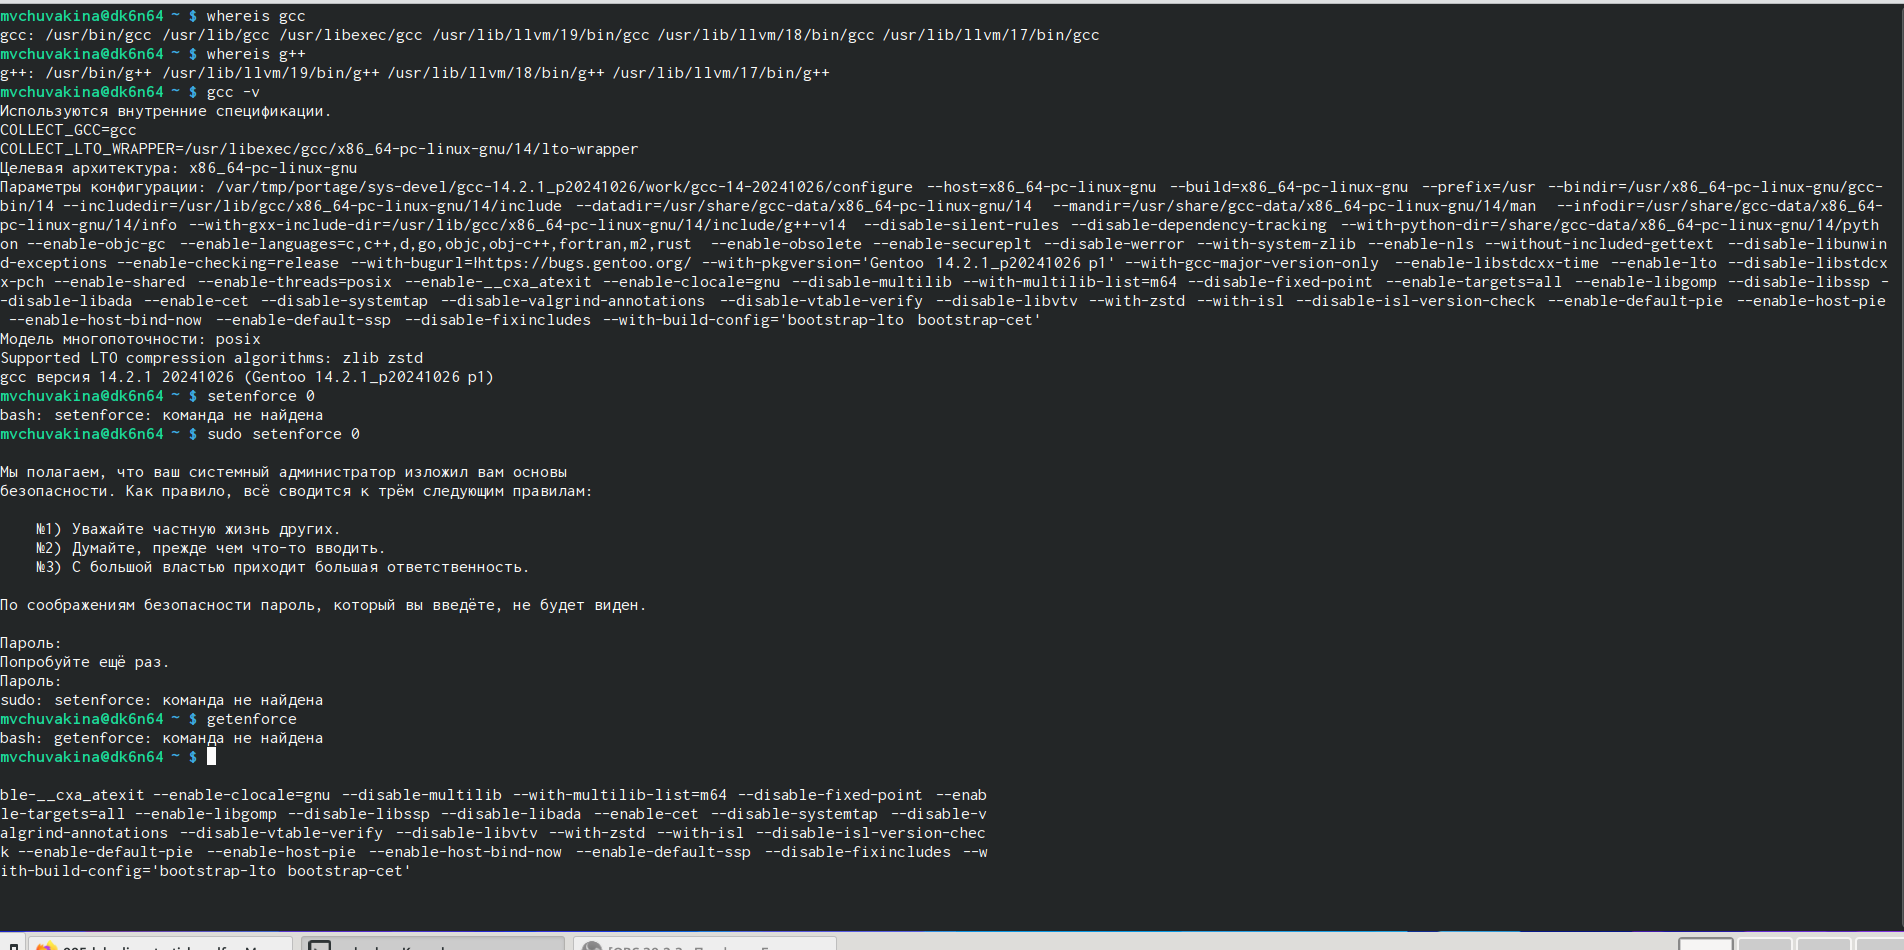 mvchuvakina@dk6n64 ~ $ whereis gcc
gcc: /usr/bin/gcc /usr/lib/gcc /usr/libexec/gcc /usr/lib/llvm/19/bin/gcc /usr/lib/llvm/18/bin/gcc /usr/lib/llvm/17/bin/gcc
mvchuvakina@dk6n64 ~ $ whereis g++
g++: /usr/bin/g++ /usr/lib/llvm/19/bin/g++ /usr/lib/llvm/18/bin/g++ /usr/lib/llvm/17/bin/g++
mvchuvakina@dk6n64 ~ $ gcc -v
Используются внутренние спецификации.
COLLECT_GCC=gcc
COLLECT_LTO_WRAPPER=/usr/libexec/gcc/x86_64-pc-linux-gnu/14/lto-wrapper
Целевая архитектура: x86_64-pc-linux-gnu
Параметры конфигурации: /var/tmp/portage/sys-devel/gcc-14.2.1_p20241026/work/gcc-14-20241026/configure --host=x86_64-pc-linux-gnu --build=x86_64-pc-linux-gnu --prefix=/usr --bindir=/usr/x86_64-pc-linux-gnu/gcc-
bin/14 --includedir=/usr/lib/gcc/x86_64-pc-linux-gnu/14/include --datadir=/usr/share/gcc-data/x86_64-pc-linux-gnu/14 --mandir=/usr/share/gcc-data/x86_64-pc-linux-gnu/14/man --infodir=/usr/share/gcc-data/x86_64-
pc-linux-gnu/14/info --with-gxx-include-dir=/usr/lib/gcc/x86_64-pc-linux-gnu/14/include/g++-v14 --disable-silent-rules --disable-dependency-tracking --with-python-dir=/share/gcc-data/x86_64-pc-linux-gnu/14/pyth
on --enable-objc-gc --enable-languages=c,c++,d,go,objc,obj-c++,fortran,m2,rust --enable-obsolete --enable-secureplt --disable-werror --with-system-zlib --enable-nls --without-included-gettext --disable-libunwin
d-exceptions --enable-checking=release --with-bugurl=https://bugs.gentoo.org/ --with-pkgversion='Gentoo 14.2.1_p20241026 p1' --with-gcc-major-version-only --enable-libstdcxx-time --enable-lto --disable-libstdcx
x-pch --enable-shared --enable-threads=posix --enable-__cxa_atexit --enable-clocale=gnu --disable-multilib --with-multilib-list=m64 --disable-fixed-point --enable-targets=all --enable-libgomp --disable-libssp -
-disable-libada --enable-cet --disable-systemtap --disable-valgrind-annotations --disable-vtable-verify --disable-libvtv --with-zstd --with-isl --disable-isl-version-check --enable-default-pie --enable-host-pie
--enable-host-bind-now --enable-default-ssp --disable-fixincludes --with-build-config='bootstrap-lto bootstrap-cet'
Модель многопоточности: posix
Supported LTO compression algorithms: zlib zstd
gcc версия 14.2.1 20241026 (Gentoo 14.2.1_p20241026 p1)
mvchuvakina@dk6n64 ~ $ setenforce 0
bash: setenforce: команда не найдена
mvchuvakina@dk6n64 ~ $ sudo setenforce 0
Мы полагаем, что ваш системный администратор изложил вам основы
безопасности. Как правило, всё сводится к трём следующим правилам:
№1) Уважайте частную жизнь других.
№2) Думайте, прежде чем что-то вводить.
№3) С большой властью приходит большая ответственность.
По соображениям безопасности пароль, который вы введёте, не будет виден.
Пароль:
Попробуйте ещё раз.
Пароль:
sudo: setenforce: команда не найдена
mvchuvakina@dk6n64 ~ $ getenforce
bash: getenforce: команда не найдена
mvchuvakina@dk6n64 ~ $
ble-__cxa_atexit --enable-clocale=gnu --disable-multilib --with-multilib-list=m64 --disable-fixed-point --enab
le-targets=all --enable-libgomp --disable-libssp --disable-libada --enable-cet --disable-systemtap --disable-v
algrind-annotations --disable-vtable-verify --disable-libvtv --with-zstd --with-isl --disable-isl-version-chec
k --enable-default-pie --enable-host-pie --enable-host-bind-now --enable-default-ssp --disable-fixincludes --w
ith-build-config='bootstrap-lto bootstrap-cet'